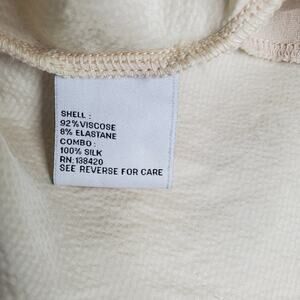 SHELL :
92%VISCOSE
8% ELASTANE
COMBO :
100% SILK
RN: 138420
SEE REVERSE FOR CARE